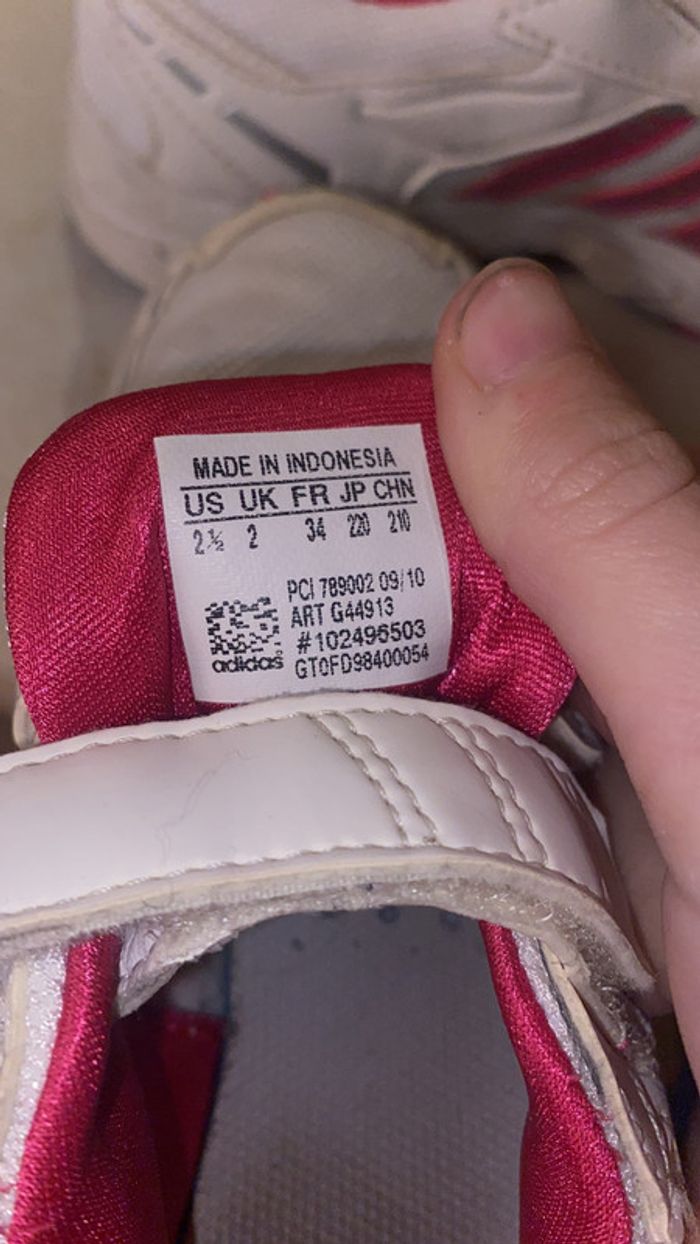 MADE IN INDONESIA
US UK FR JP CHN
2½ 2 34 220 210
PCI 789002 09/10
ART G44913
#102496503
adidas GT0FD98400054